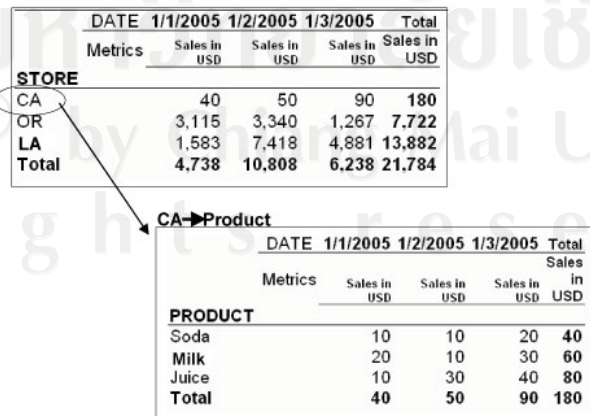 DATE 1/1/2005 1/2/2005 1/3/2005 Total
Metrics Sales in USD Sales in USD Sales in USD Sales in USD
STORE
CA 40 50 90 180
OR 3,115 3,340 1,267 7,722
LA 1,583 7,418 4,881 13,882
Total 4,738 10,808 6,238 21,784
CA→Product
DATE 1/1/2005 1/2/2005 1/3/2005 Total
Metrics Sales in USD Sales in USD Sales in USD Sales in USD
PRODUCT
Soda 10 10 20 40
Milk 20 10 30 60
Juice 10 30 40 80
Total 40 50 90 180